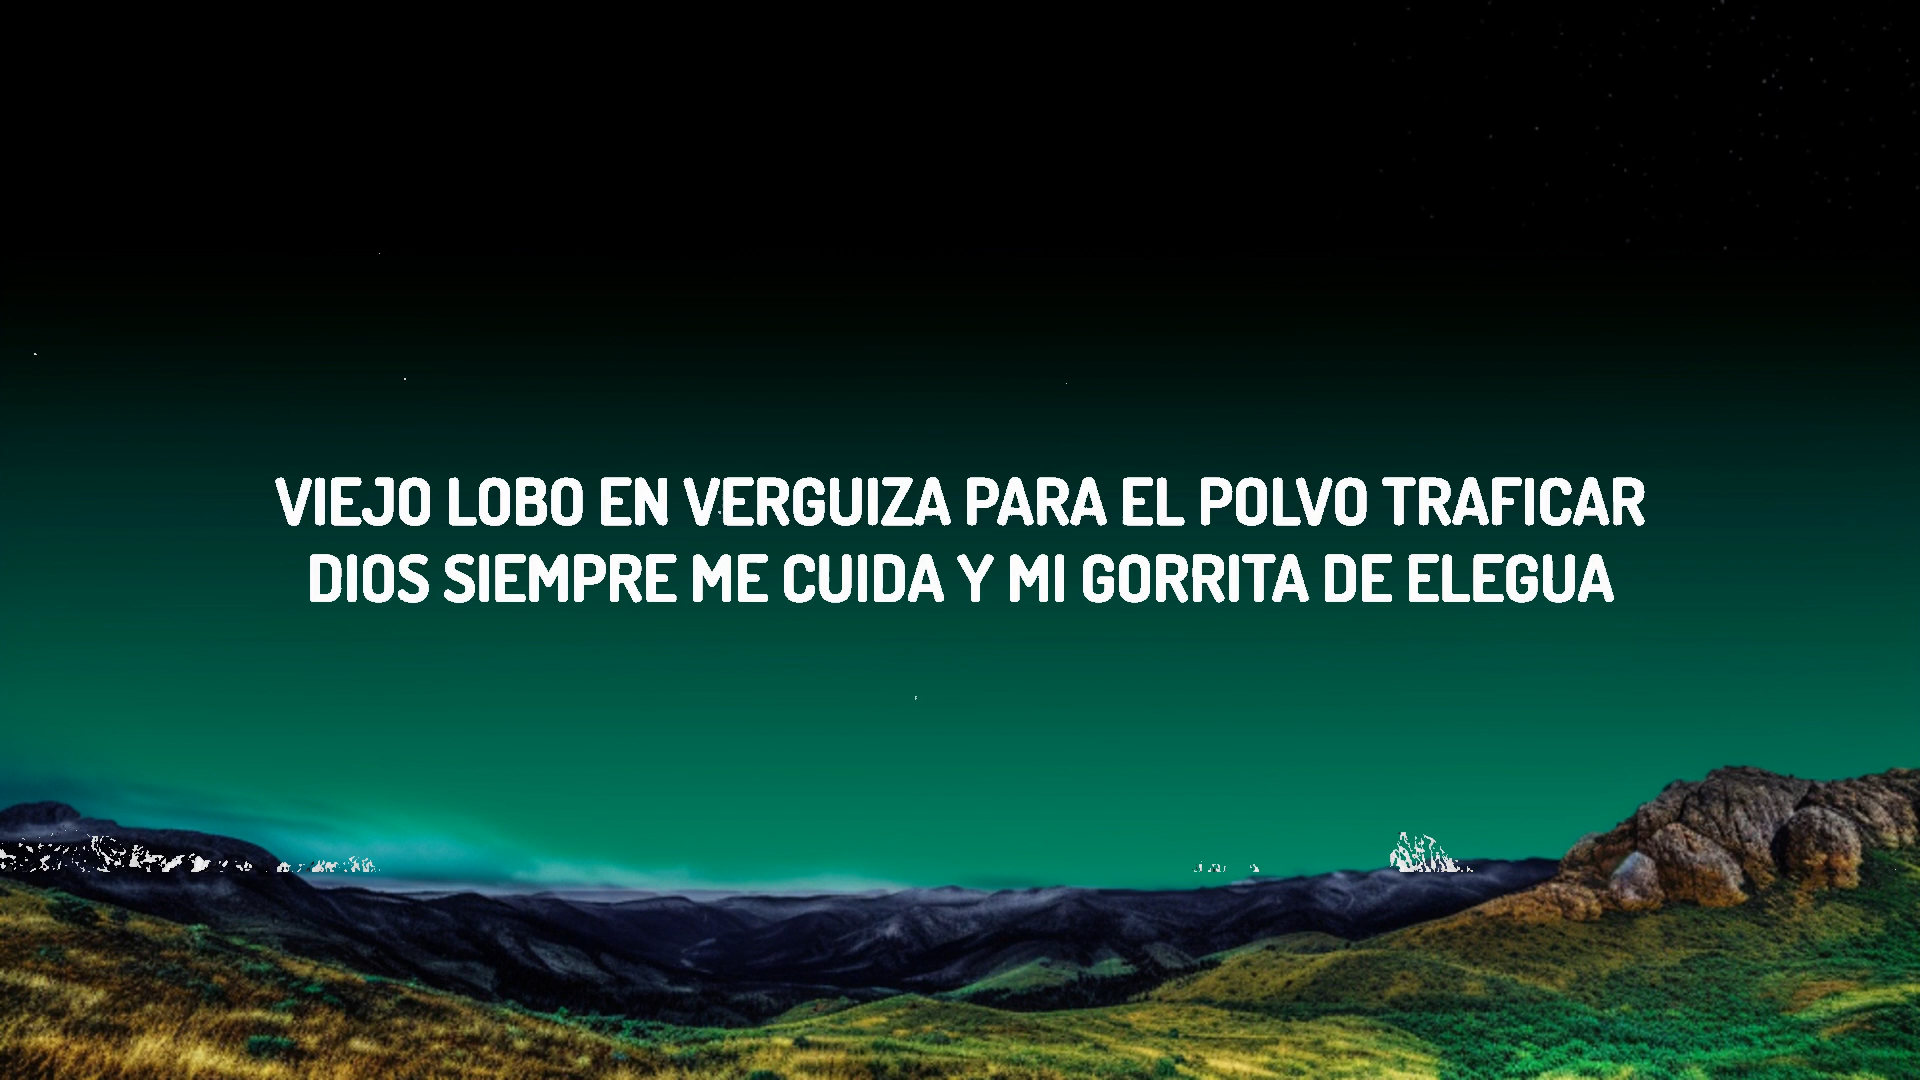 VIEJO LOBO EN VERGUIZA PARA EL POLVO TRAFICAR
DIOS SIEMPRE ME CUIDA Y MI GORRITA DE ELEGUA